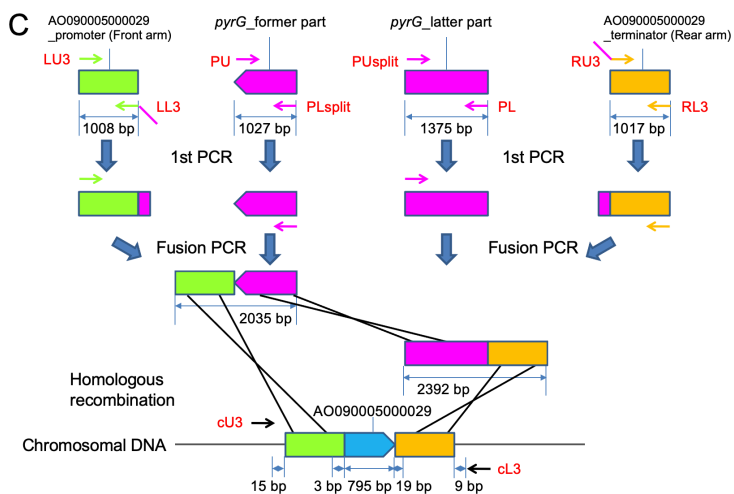 C
AO090005000029
_promoter (Front arm)
pyrG_former part
pyrG_latter part
AO090005000029
_terminator (Rear arm)
LU3
PU
PUsplit
RU3
LL3
PLsplit
PL
RL3
1008 bp
1027 bp
1375 bp
1017 bp
1st PCR
1st PCR
Fusion PCR
Fusion PCR
2035 bp
2392 bp
Homologous
recombination
AO090005000029
cU3
Chromosomal DNA
cL3
15 bp
3 bp
795 bp
19 bp
9 bp